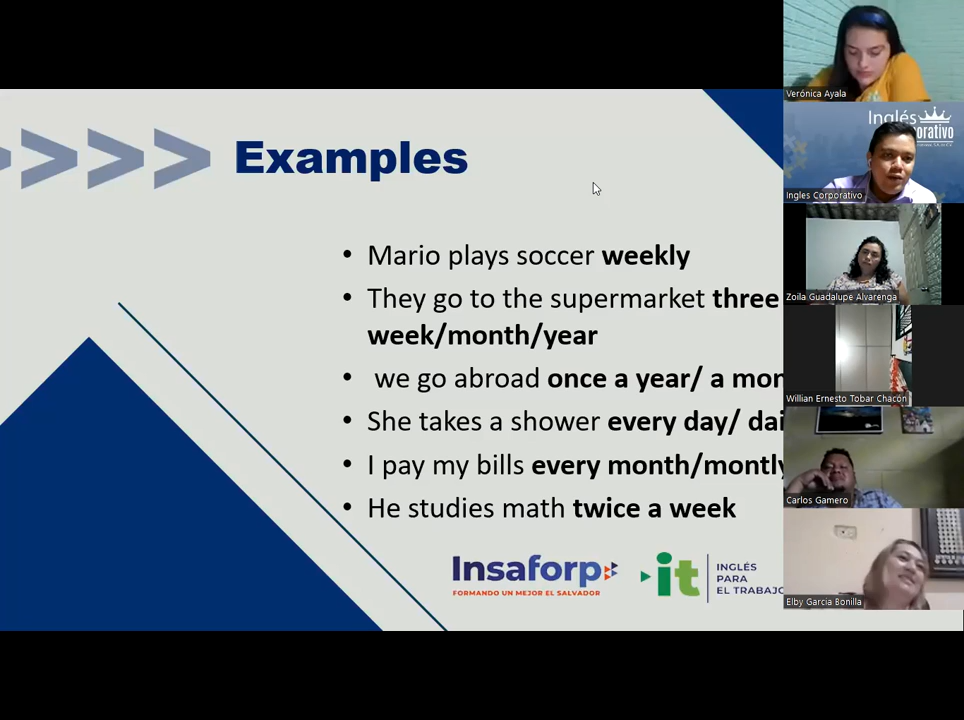 Examples
• Mario plays soccer weekly
• They go to the supermarket three
week/month/year
• we go abroad once a year/ a mon
• She takes a shower every day/ dai
• I pay my bills every month/montly
• He studies math twice a week
Insaforp
FORMANDO UN MEJOR EL SALVADOR
it
INGLÉS
PARA
EL TRABAJO
Verónica Ayala
Inglés
orativo
Ingles Corporativo
Zoila Guadalupe Alvarenga
Willian Ernesto Tobar Chacón
Carlos Gamero
Elby Garcia Bonilla